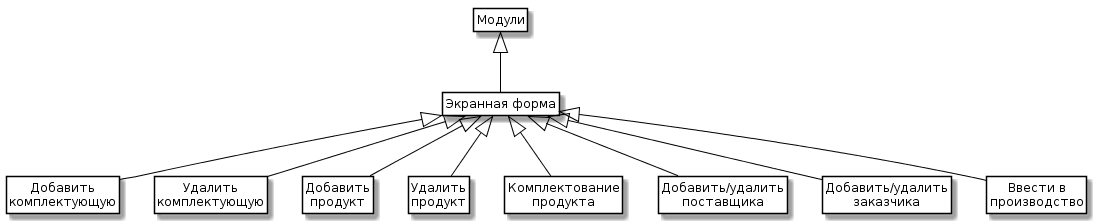 Модули
Экранная форма
Добавить
комплектующую
Удалить
комплектующую
Добавить
продукт
Удалить
продукт
Комплектование
продукта
Добавить/удалить
поставщика
Добавить/удалить
заказчика
Ввести в
производство